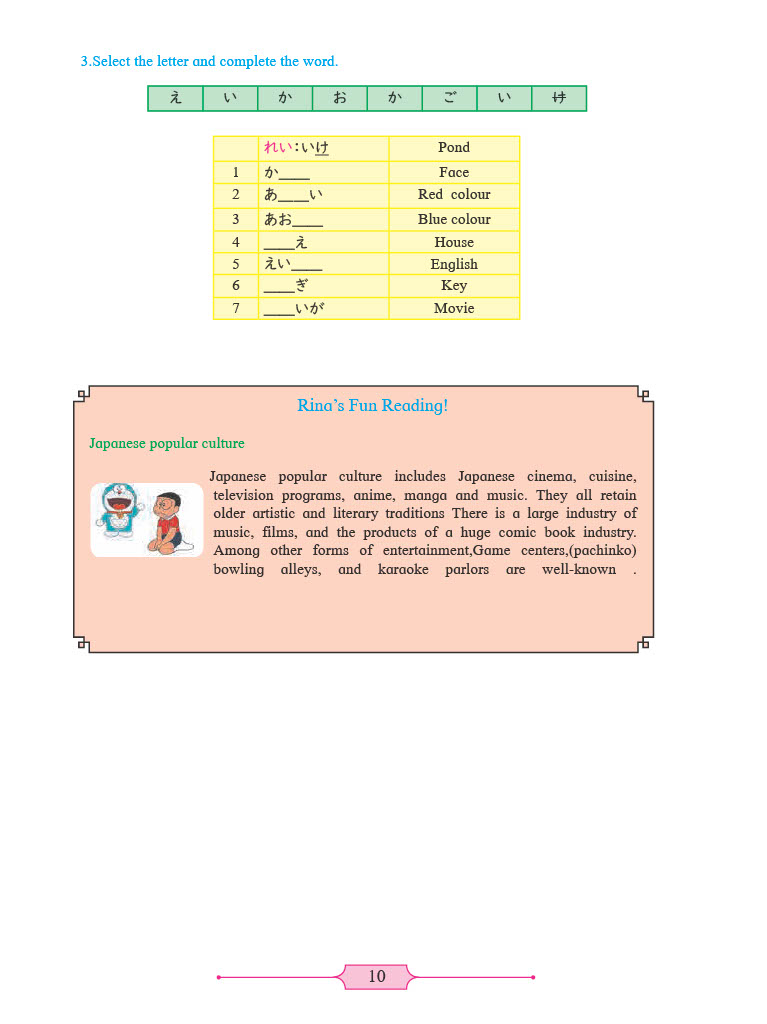 3.Select the letter and complete the word.
え い か お か ご い け
れい：いけ Pond
1 か____ Face
2 あ____い Red colour
3 あお____ Blue colour
4 ____え House
5 えい____ English
6 ____ぎ Key
7 ____いが Movie
Rina's Fun Reading!
Japanese popular culture
Japanese popular culture includes Japanese cinema, cuisine,
television programs, anime, manga and music. They all retain
older artistic and literary traditions There is a large industry of
music, films, and the products of a huge comic book industry.
Among other forms of entertainment,Game centers,(pachinko)
bowling alleys, and karaoke parlors are well-known .
10